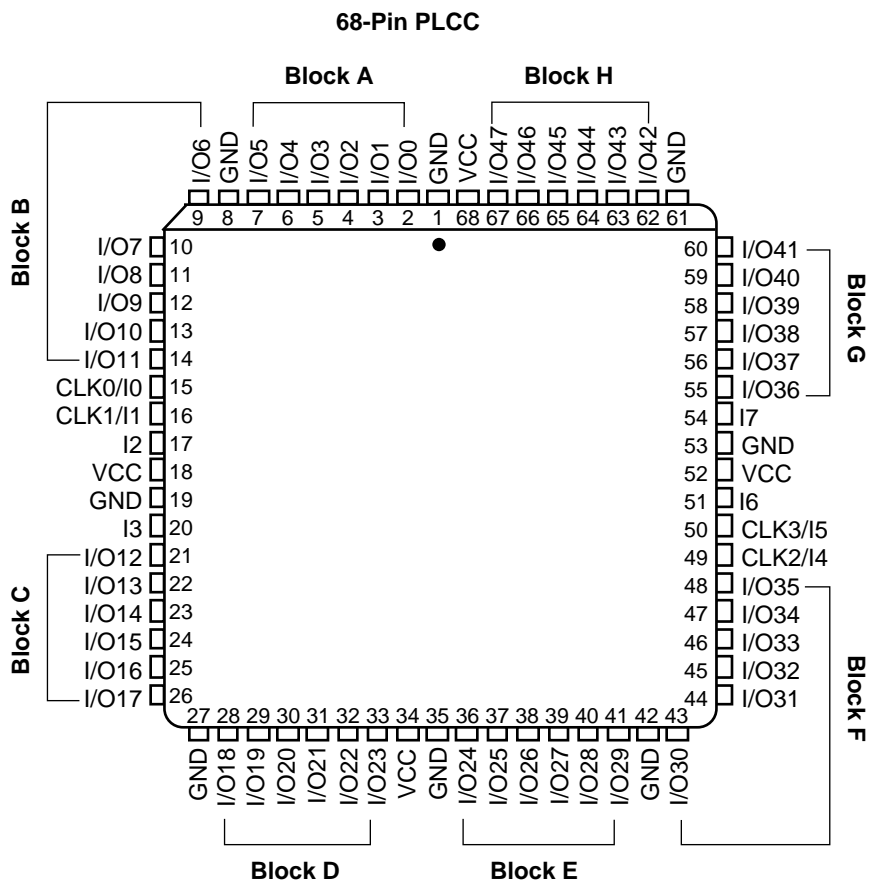 68-Pin PLCC
Block A
Block H
I/O6
GND
I/O5
I/O4
I/O3
I/O2
I/O1
I/O0
GND
VCC
I/O47
I/O46
I/O45
I/O44
I/O43
I/O42
GND
9 8 7 6 5 4 3 2 1 68 67 66 65 64 63 62 61
Block B
I/O7 10
I/O8 11
I/O9 12
I/O10 13
I/O11 14
CLK0/I0 15
CLK1/I1 16
I2 17
VCC 18
GND 19
I3 20
I/O12 21
I/O13 22
I/O14 23
I/O15 24
I/O16 25
I/O17 26
Block C
60 I/O41
59 I/O40
58 I/O39
57 I/O38
56 I/O37
55 I/O36
54 I7
53 GND
52 VCC
51 I6
50 CLK3/I5
49 CLK2/I4
48 I/O35
47 I/O34
46 I/O33
45 I/O32
44 I/O31
Block G
Block F
27 28 29 30 31 32 33 34 35 36 37 38 39 40 41 42 43
GND
I/O18
I/O19
I/O20
I/O21
I/O22
I/O23
VCC
GND
I/O24
I/O25
I/O26
I/O27
I/O28
I/O29
GND
I/O30
Block D
Block E